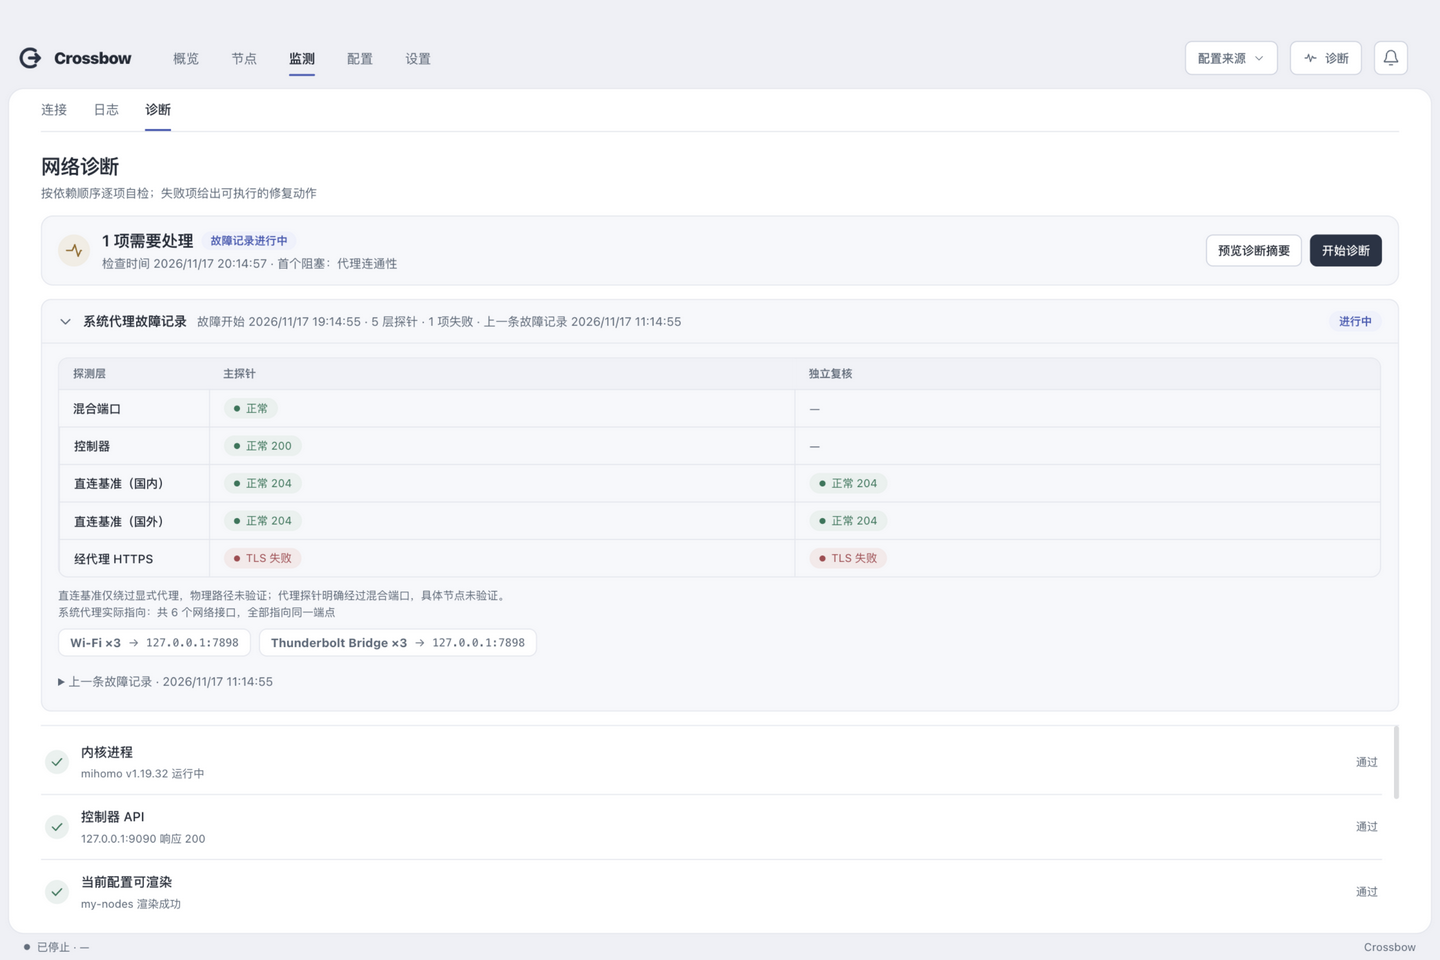 Crossbow 概览 节点 监测 配置 设置 配置来源 诊断
连接 日志 诊断
网络诊断
按依赖顺序逐项自检；失败项给出可执行的修复动作
1 项需要处理 故障记录进行中
检查时间 2026/11/17 20:14:57 · 首个阻塞：代理连通性
预览诊断摘要 开始诊断
系统代理故障记录 故障开始 2026/11/17 19:14:55 · 5 层探针 · 1 项失败 · 上一条故障记录 2026/11/17 11:14:55 进行中
探测层 主探针 独立复核
混合端口 正常 —
控制器 正常 200 —
直连基准（国内） 正常 204 正常 204
直连基准（国外） 正常 204 正常 204
经代理 HTTPS TLS 失败 TLS 失败
直连基准仅绕过显式代理，物理路径未验证；代理探针明确经过混合端口，具体节点未验证。
系统代理实际指向：共 6 个网络接口，全部指向同一端点
Wi-Fi ×3 → 127.0.0.1:7898 Thunderbolt Bridge ×3 → 127.0.0.1:7898
▶ 上一条故障记录 · 2026/11/17 11:14:55
内核进程
mihomo v1.19.32 运行中 通过
控制器 API
127.0.0.1:9090 响应 200 通过
当前配置可渲染
my-nodes 渲染成功 通过
已停止 · — Crossbow